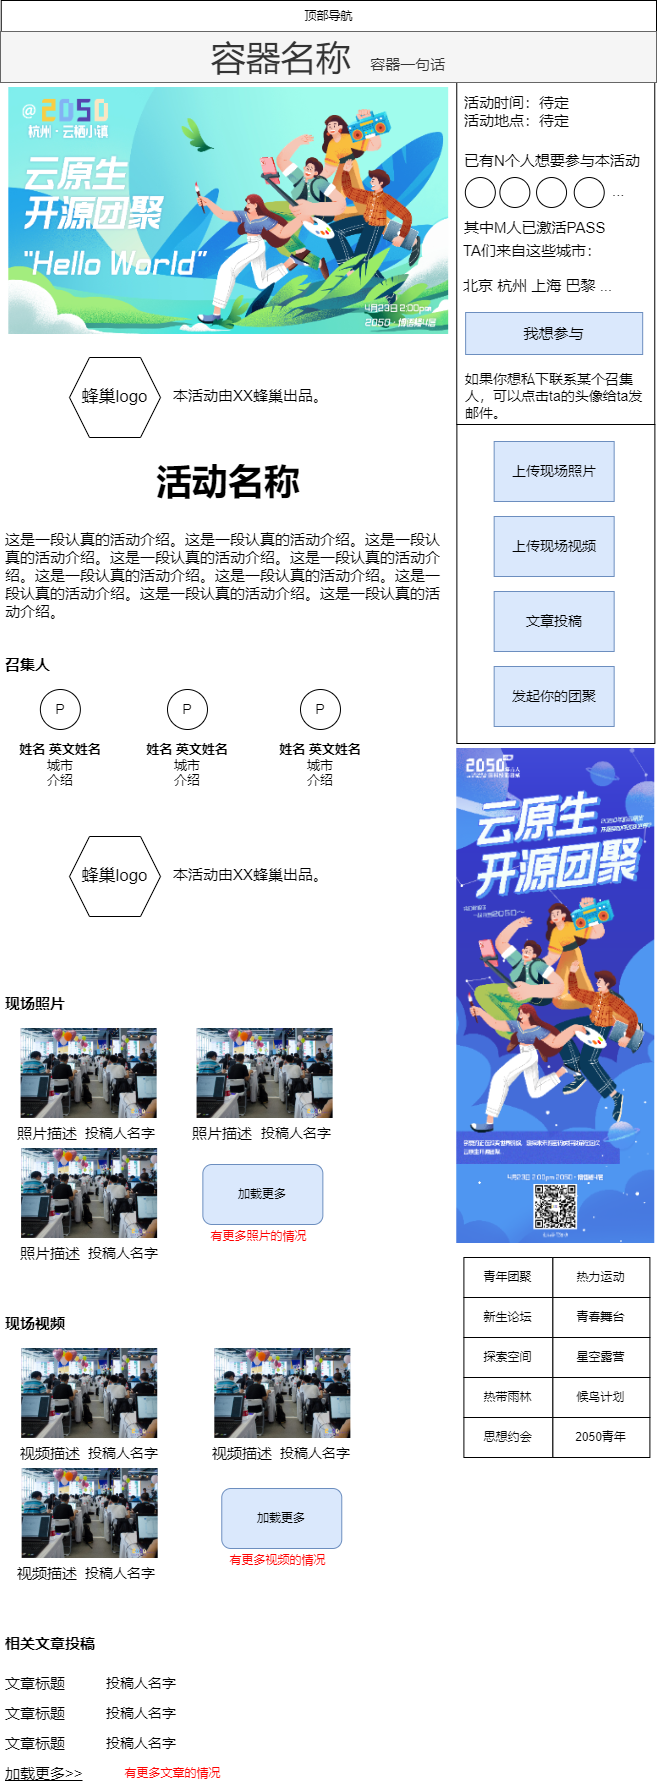 顶部导航
容器名称 容器一句话
@2050
杭州·云栖小镇
云原生
开源团聚
“Hello World”
4月23日 2:00pm
2050·博悟楼4层
蜂巢logo 本活动由XX蜂巢出品。
活动名称
这是一段认真的活动介绍。这是一段认真的活动介绍。这是一段认真的活动介绍。这是一段认真的活动介绍。这是一段认真的活动介绍。这是一段认真的活动介绍。这是一段认真的活动介绍。这是一段认真的活动介绍。这是一段认真的活动介绍。这是一段认真的活动介绍。
召集人
P P P
姓名 英文姓名 姓名 英文姓名 姓名 英文姓名
城市 城市 城市
介绍 介绍 介绍
蜂巢logo 本活动由XX蜂巢出品。
现场照片
照片描述 投稿人名字 照片描述 投稿人名字
加载更多
有更多照片的情况
照片描述 投稿人名字
现场视频
视频描述 投稿人名字 视频描述 投稿人名字
加载更多
有更多视频的情况
视频描述 投稿人名字
相关文章投稿
文章标题 投稿人名字
文章标题 投稿人名字
文章标题 投稿人名字
加载更多>> 有更多文章的情况
活动时间：待定
活动地点：待定
已有N个人想要参与本活动
...
其中M人已激活PASS
TA们来自这些城市：
北京 杭州 上海 巴黎 ...
我想参与
如果你想私下联系某个召集
人，可以点击ta的头像给ta发
邮件。
上传现场照片
上传现场视频
文章投稿
发起你的团聚
2050
云原生
开源团聚
4月23日 2:00pm 2050·博悟楼4层
青年团聚 热力运动
新生论坛 青春舞台
探索空间 星空露营
热带雨林 候鸟计划
思想约会 2050青年